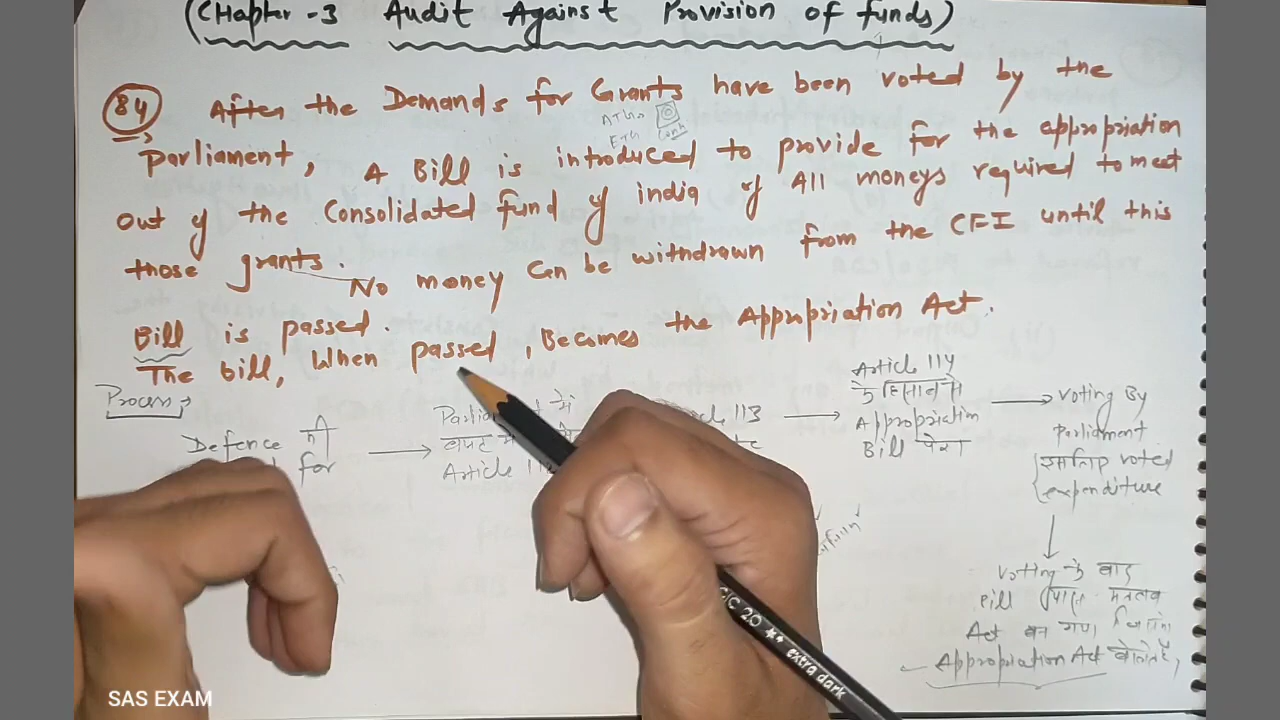 (Chapter-3 Audit Against Provision of funds)
84 After the Demands for Grants have been voted by the
Parliament, A Bill is introduced to provide for the appropriation
out of the Consolidated fund of india of All moneys required to meet
those grants. No money Can be withdrawn from the CFI until this
Bill is passed.
The bill, When passed, Becomes the Appropriation Act.
Process
Defence की
for
में
Article 11
113
Article 114
के हिसाब से
Appropriation
Bill पेश
Voting By
Parliament
इसलिए voted
expenditure
Voting के बाद
Bill पास मतलब
Act बन गया
Appropriation Act बोलते हैं
SAS EXAM